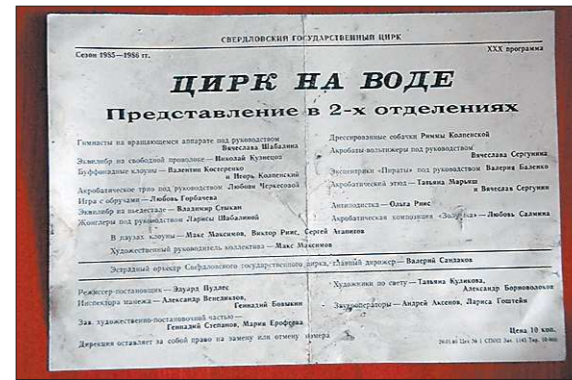 СВЕРДЛОВСКИЙ ГОСУДАРСТВЕННЫЙ ЦИРК
Сезон 1985—1986 гг.
XXX программа
ЦИРК НА ВОДЕ
Представление в 2-х отделениях
Гимнасты на вращающемся аппарате под руководством
Вячеслава Шабалина
Эквилибр на свободной проволоке — Николай Кузнецов
Буффонадные клоуны — Валентин Костеренко
и Игорь Колпенский
Акробатическое трио под руководством Любови Черкесовой
Игра с обручами — Любовь Горбачева
Эквилибр на пьедестале — Владимир Стыкан
Жонглеры под руководством Ларисы Шабалиной
Дрессированные собачки Риммы Колпенской
Акробаты-вольтижеры под руководством
Вячеслава Сергунина
Эксцентрики «Пираты» под руководством Валерия Баленко
Акробатический этюд — Татьяна Марьиш
и Вячеслав Сергунин
Антиподистка — Ольга Риис
Акробатическая композиция «Золушка» — Любовь Салмина
В паузах клоуны — Макс Максимов, Виктор Риис, Сергей Агапихов
Художественный руководитель коллектива — Макс Максимов
Эстрадный оркестр Свердловского государственного цирка, главный дирижер — Валерий Сандаков
Режиссер-постановщик — Эдуард Пудлес
Инспектора манежа — Александр Венедиктов,
Геннадий Бовыкин
Зав. художественно-постановочной частью —
Геннадий Степанов, Мария Ерофеева
Дирекция оставляет за собой право на замену или отмену номера
Художники по свету — Татьяна Куликова,
Александр Борноволоков
Звукооператоры — Андрей Аксенов, Лариса Гоштейн
Цена 10 коп.